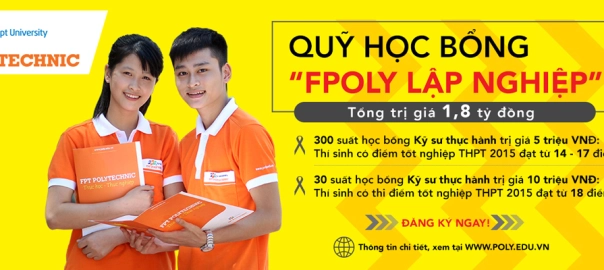 pt University
TECHNIC
QUỸ HỌC BỔNG
“FPOLY LẬP NGHIỆP”
Tổng trị giá 1,8 tỷ đồng
300 suất học bổng Kỹ sư thực hành trị giá 5 triệu VNĐ:
Thí sinh có điểm tốt nghiệp THPT 2015 đạt từ 14 - 17 điể
30 suất học bổng Kỹ sư thực hành trị giá 10 triệu VNĐ:
Thí sinh có thi điểm tốt nghiệp THPT 2015 đạt từ 18 điể
ĐĂNG KÝ NGAY!
Thông tin chi tiết, xem tại WWW.POLY.EDU.VN
FPT POLYTECHNIC
FPT POLYTECHNIC